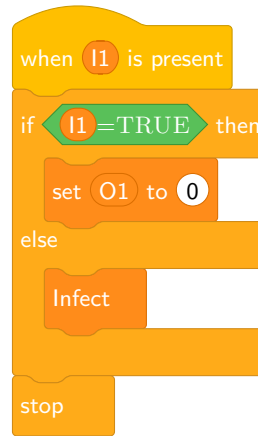 when I1 is present
if I1=TRUE then
set O1 to 0
else
Infect
stop